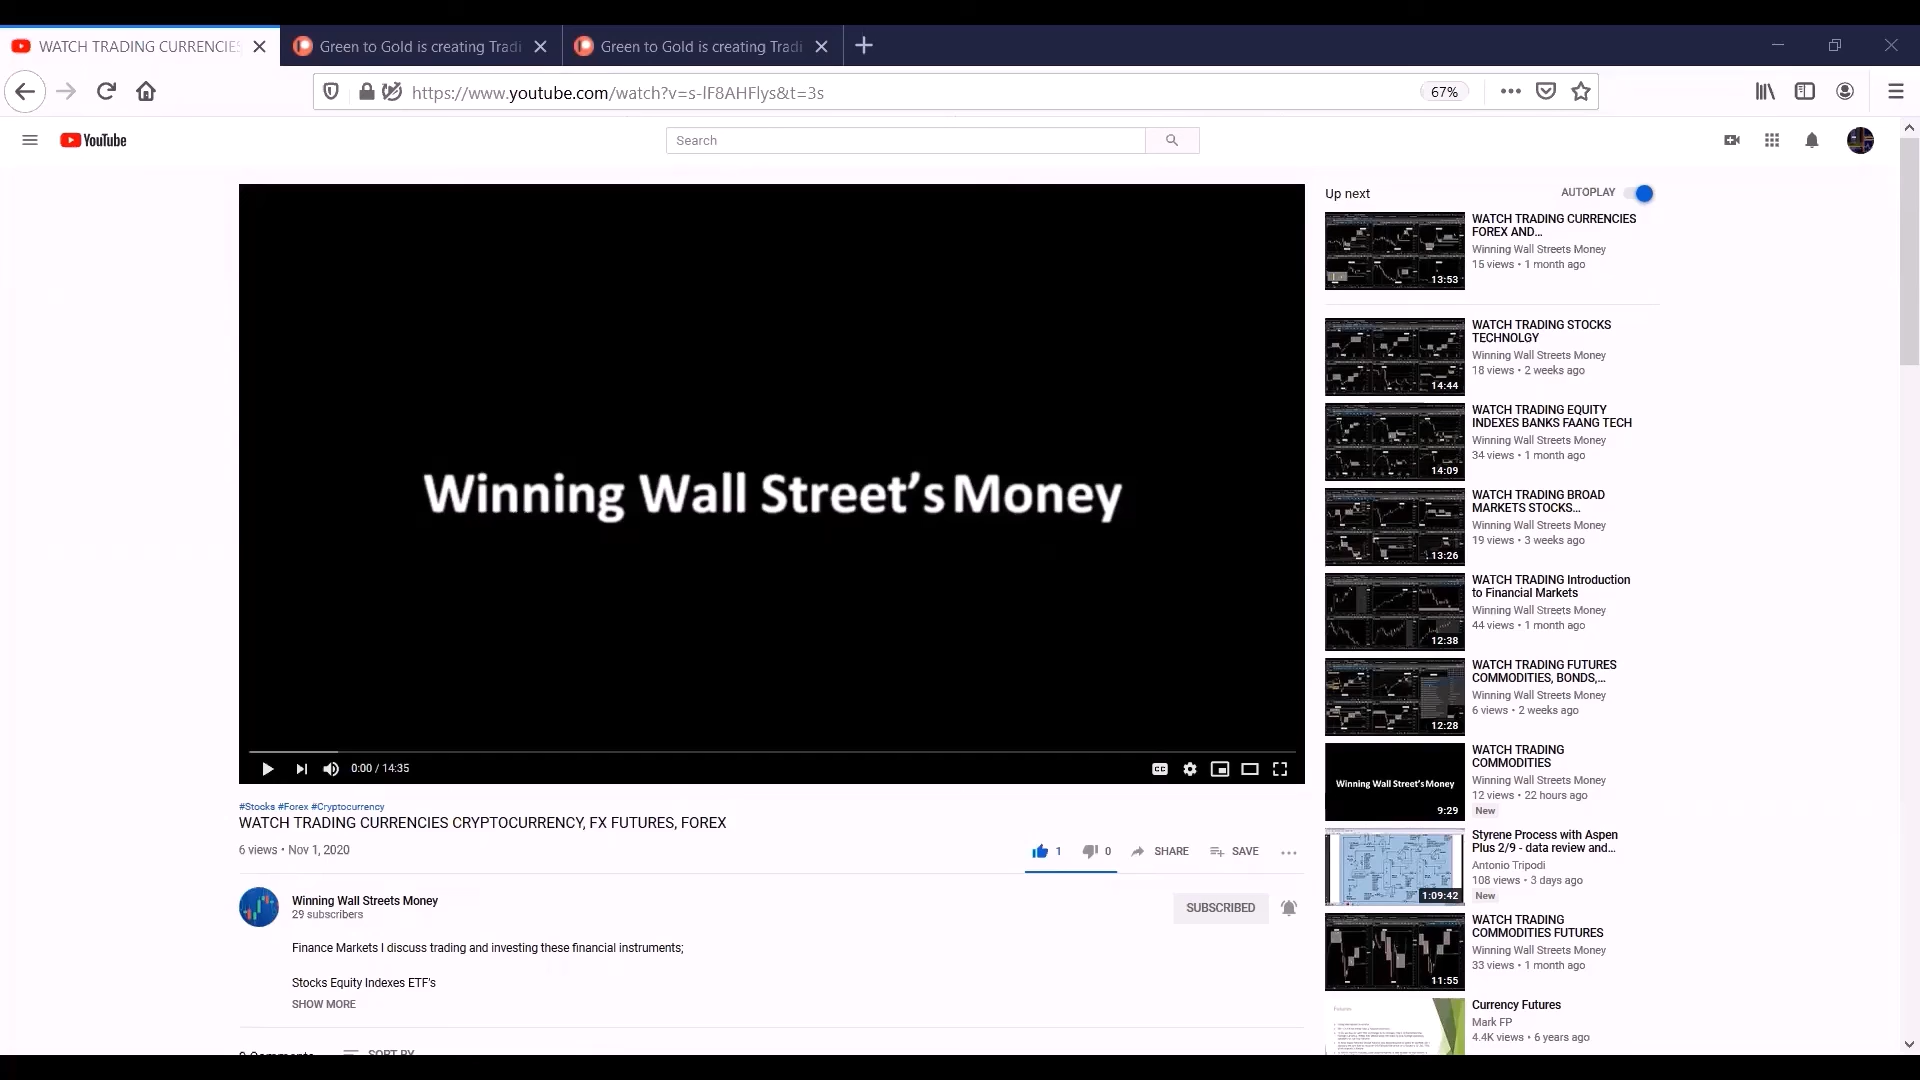 WATCH TRADING CURRENCIES
Green to Gold is creating Tradi
Green to Gold is creating Tradi
https://www.youtube.com/watch?v=s-lF8AHFlys&t=3s
67%
YouTube
Search
Winning Wall Street's Money
0:00 / 14:35
CC
#Stocks #Forex #Cryptocurrency
WATCH TRADING CURRENCIES CRYPTOCURRENCY, FX FUTURES, FOREX
6 views • Nov 1, 2020
1
0
SHARE
SAVE
Winning Wall Streets Money
29 subscribers
SUBSCRIBED
Finance Markets I discuss trading and investing these financial instruments;
Stocks Equity Indexes ETF's
SHOW MORE
0 Comments
SORT BY
Up next
AUTOPLAY
13:53
WATCH TRADING CURRENCIES
FOREX AND...
Winning Wall Streets Money
15 views • 1 month ago
14:44
WATCH TRADING STOCKS
TECHNOLGY
Winning Wall Streets Money
18 views • 2 weeks ago
14:09
WATCH TRADING EQUITY
INDEXES BANKS FAANG TECH
Winning Wall Streets Money
34 views • 1 month ago
13:26
WATCH TRADING BROAD
MARKETS STOCKS...
Winning Wall Streets Money
19 views • 3 weeks ago
12:38
WATCH TRADING Introduction
to Financial Markets
Winning Wall Streets Money
44 views • 1 month ago
12:28
WATCH TRADING FUTURES
COMMODITIES, BONDS,...
Winning Wall Streets Money
6 views • 2 weeks ago
Winning Wall Street's Money
9:29
WATCH TRADING
COMMODITIES
Winning Wall Streets Money
12 views • 22 hours ago
New
1:09:42
Styrene Process with Aspen
Plus 2/9 - data review and...
Antonio Tripodi
108 views • 3 days ago
New
11:55
WATCH TRADING
COMMODITIES FUTURES
Winning Wall Streets Money
33 views • 1 month ago
Currency Futures
Mark FP
4.4K views • 6 years ago